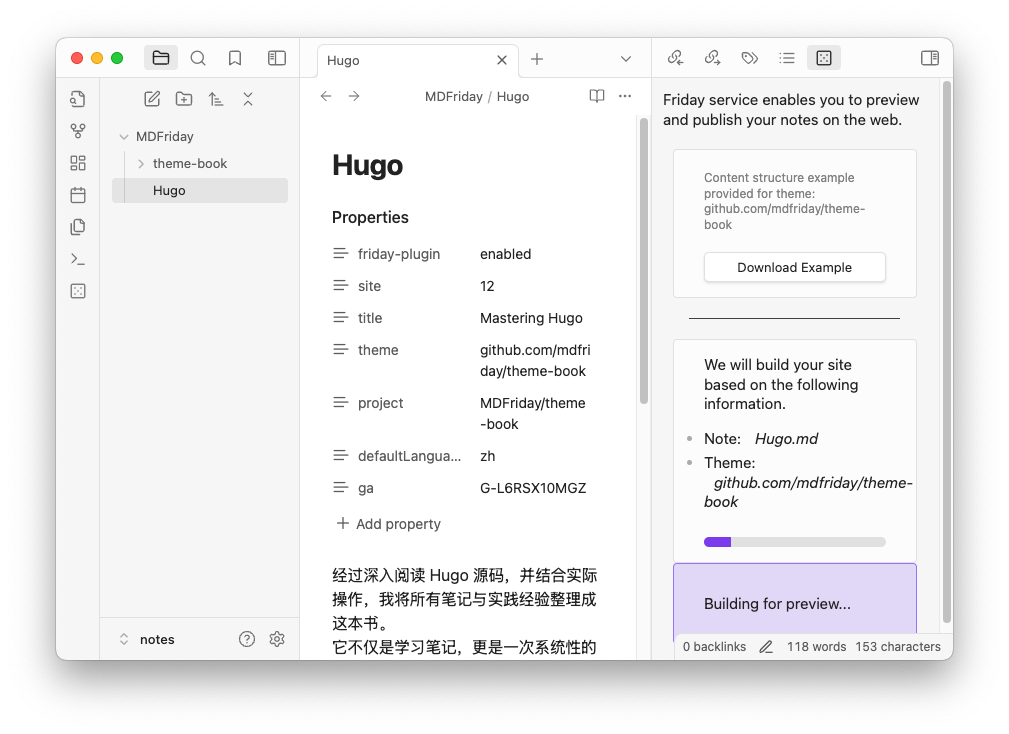 Hugo
MDFriday
theme-book
Hugo
notes
MDFriday / Hugo
Hugo
Properties
friday-plugin enabled
site 12
title Mastering Hugo
theme github.com/mdfri
day/theme-book
project MDFriday/theme
-book
defaultLangua... zh
ga G-L6RSX10MGZ
Add property
经过深入阅读 Hugo 源码，并结合实际
操作，我将所有笔记与实践经验整理成
这本书。
它不仅是学习笔记，更是一次系统性的
Friday service enables you to preview
and publish your notes on the web.
Content structure example
provided for theme:
github.com/mdfriday/theme-
book
Download Example
We will build your site
based on the following
information.
Note: Hugo.md
Theme:
github.com/mdfriday/theme-
book
Building for preview...
0 backlinks 118 words 153 characters